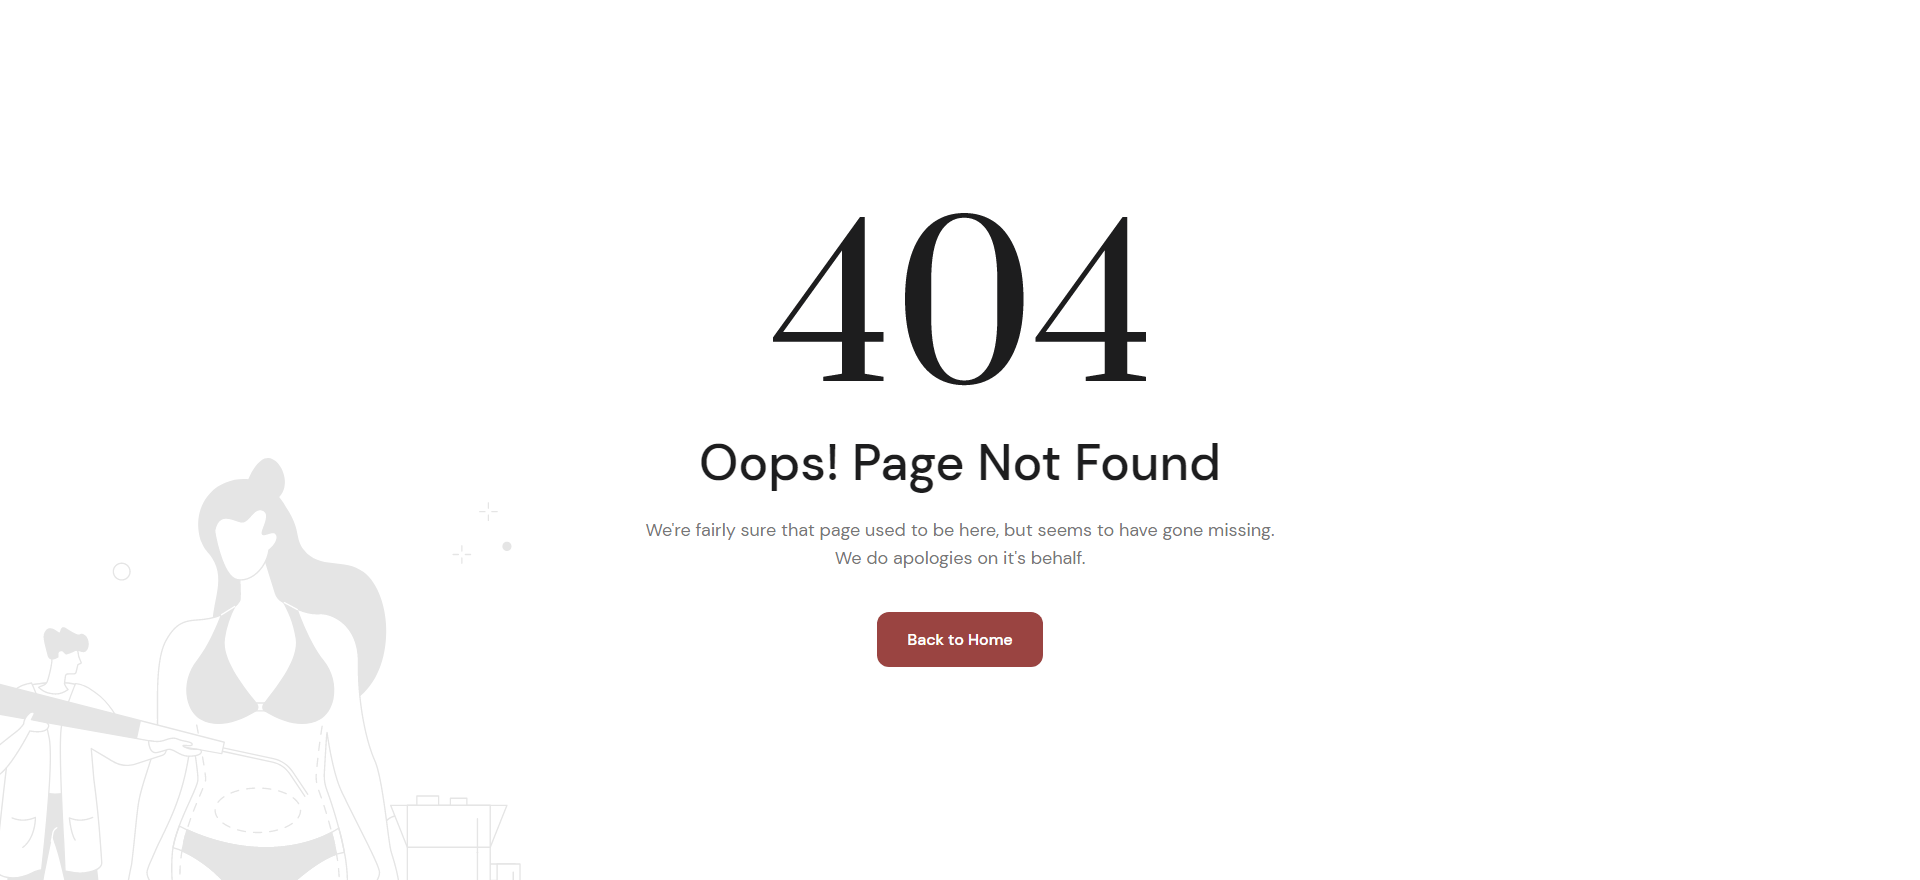 404
Oops! Page Not Found
We're fairly sure that page used to be here, but seems to have gone missing.
We do apologies on it's behalf.
Back to Home